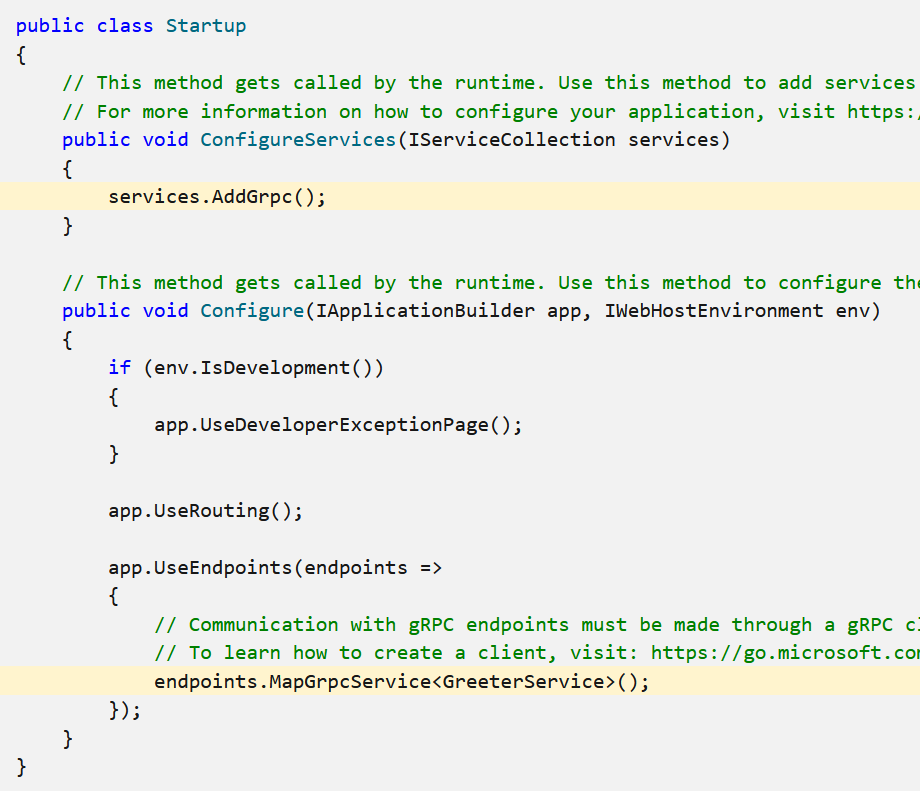 public class Startup
{
    // This method gets called by the runtime. Use this method to add services
    // For more information on how to configure your application, visit https:/
    public void ConfigureServices(IServiceCollection services)
    {
        services.AddGrpc();
    }

    // This method gets called by the runtime. Use this method to configure the
    public void Configure(IApplicationBuilder app, IWebHostEnvironment env)
    {
        if (env.IsDevelopment())
        {
            app.UseDeveloperExceptionPage();
        }

        app.UseRouting();

        app.UseEndpoints(endpoints =>
        {
            // Communication with gRPC endpoints must be made through a gRPC
            // To learn how to create a client, visit: https://go.microsoft.com
            endpoints.MapGrpcService<GreeterService>();
        });
    }
}